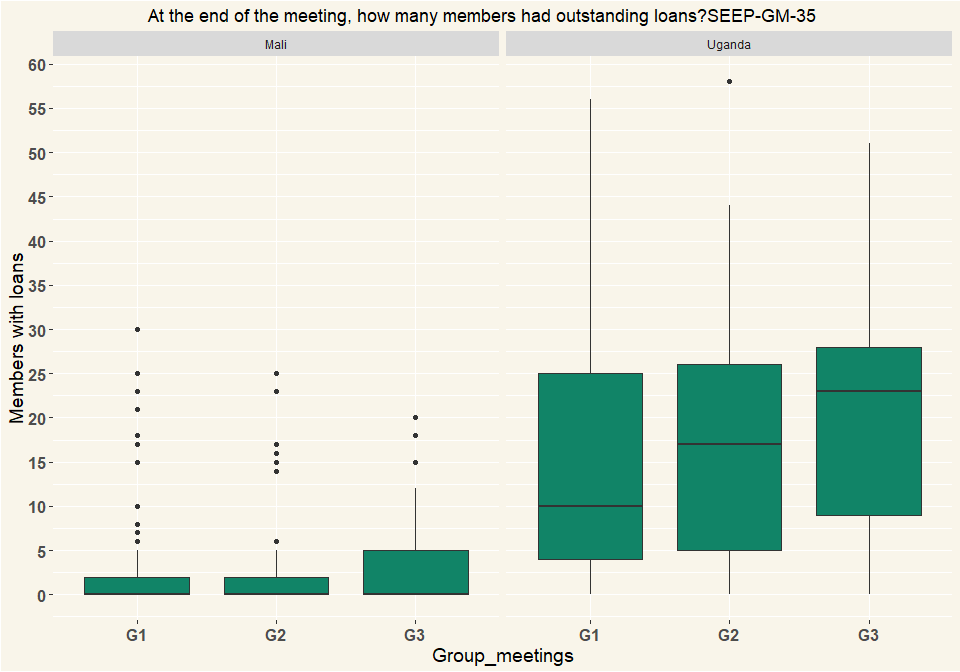 At the end of the meeting, how many members had outstanding loans?SEEP-GM-35
Mali
Uganda
Members with loans
60
55
50
45
40
35
30
25
20
15
10
5
0
G1
G2
G3
G1
G2
G3
Group_meetings